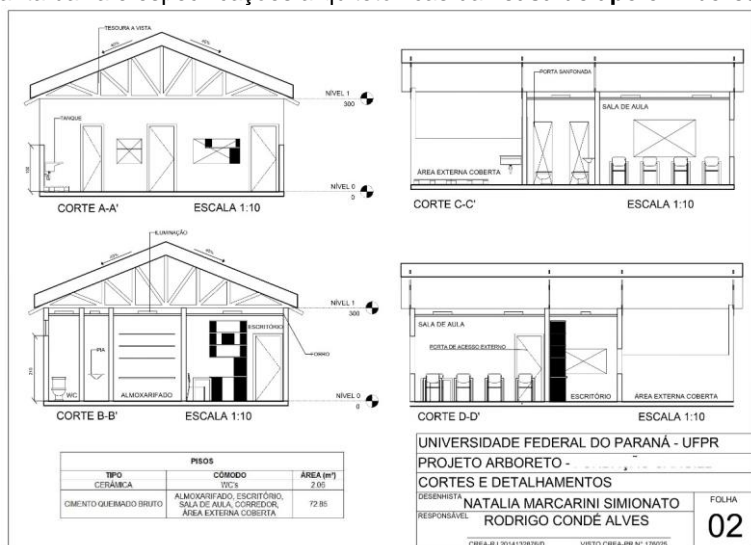 TESOURA A VISTA
40%
40%
TANQUE
NÍVEL 1
300
NÍVEL 0
0
CORTE A-A'
ESCALA 1:10
PORTA SANFONADA
SALA DE AULA
ÁREA EXTERNA COBERTA
CORTE C-C'
ESCALA 1:10
ILUMINAÇÃO
NÍVEL 1
300
ESCRITÓRIO
FORRO
PIA
210
WC
ALMOXARIFADO
NÍVEL 0
0
CORTE B-B'
ESCALA 1:10
SALA DE AULA
PORTA DE ACESSO EXTERNO
ESCRITÓRIO
ÁREA EXTERNA COBERTA
CORTE D-D'
ESCALA 1:10
PISOS
TIPO CÔMODO ÁREA (m²)
CERÂMICA WC's 2.06
CIMENTO QUEIMADO BRUTO ALMOXARIFADO, ESCRITÓRIO, 72.85
SALA DE AULA, CORREDOR,
ÁREA EXTERNA COBERTA
UNIVERSIDADE FEDERAL DO PARANÁ - UFPR
PROJETO ARBORETO -
CORTES E DETALHAMENTOS
DESENHISTA NATALIA MARCARINI SIMIONATO
RESPONSÁVEL RODRIGO CONDÉ ALVES
FOLHA
02